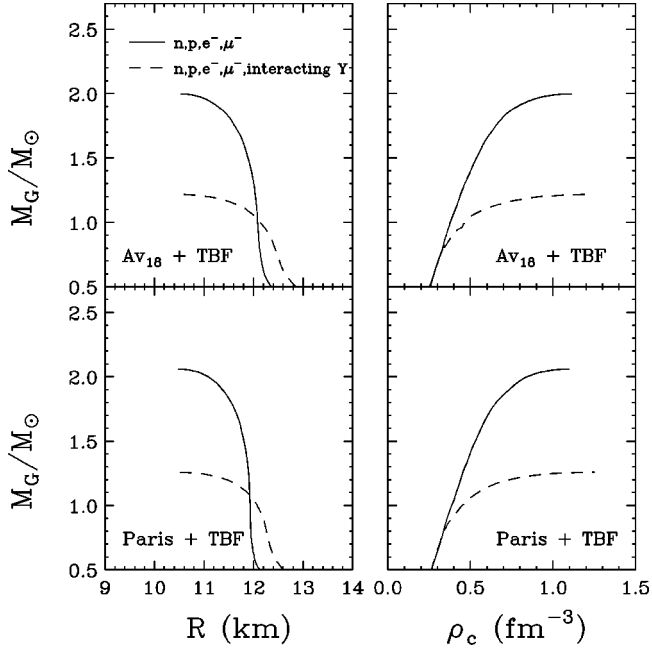 n,p,e⁻,μ⁻
n,p,e⁻,μ⁻,interacting Y
2.5
2.0
1.5
1.0
0.5
M_G/M_⊙
Av₁₈ + TBF
Av₁₈ + TBF
2.0
1.5
1.0
0.5
M_G/M_⊙
Paris + TBF
Paris + TBF
9 10 11 12 13 14
0.0 0.5 1.0 1.5
R (km)
ρ_c (fm⁻³)